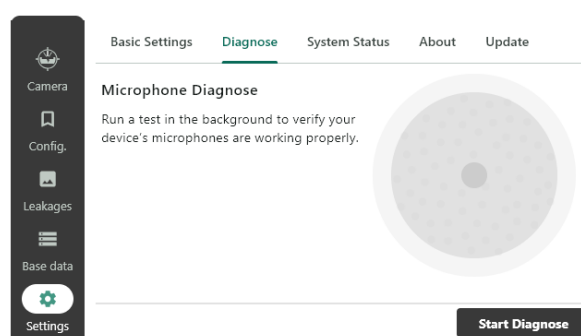 Basic Settings
Diagnose
System Status
About
Update
Camera
Config.
Leakages
Base data
Settings
Microphone Diagnose
Run a test in the background to verify your
device's microphones are working properly.
Start Diagnose